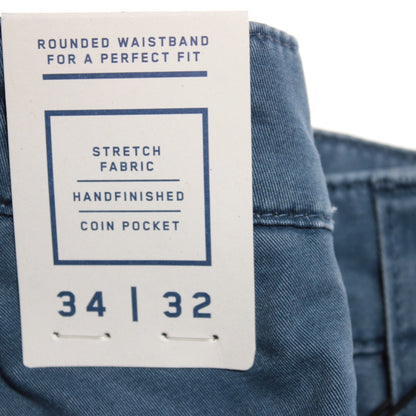 ROUNDED WAISTBAND
FOR A PERFECT FIT
STRETCH
FABRIC
HANDFINISHED
COIN POCKET
34 | 32